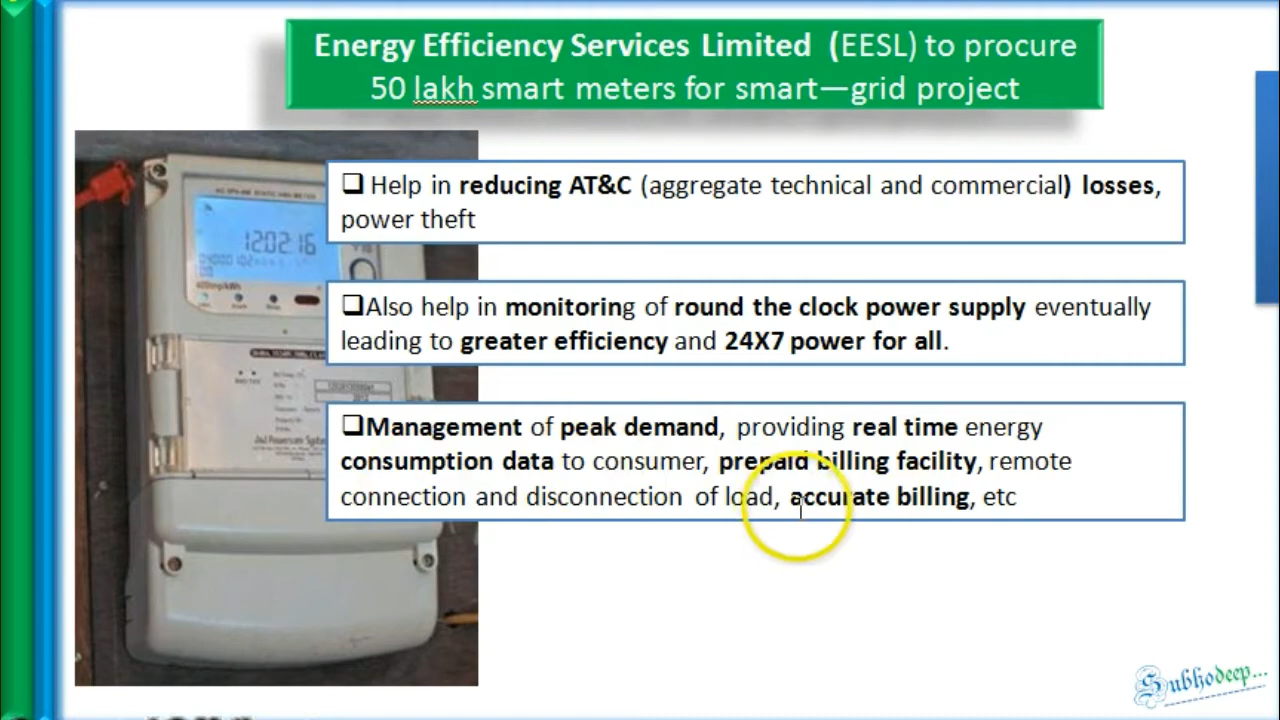 Energy Efficiency Services Limited (EESL) to procure
50 lakh smart meters for smart—grid project
Help in reducing AT&C (aggregate technical and commercial) losses,
power theft
Also help in monitoring of round the clock power supply eventually
leading to greater efficiency and 24X7 power for all.
Management of peak demand, providing real time energy
consumption data to consumer, prepaid billing facility, remote
connection and disconnection of load, accurate billing, etc
12:02:16
Subhodeep...